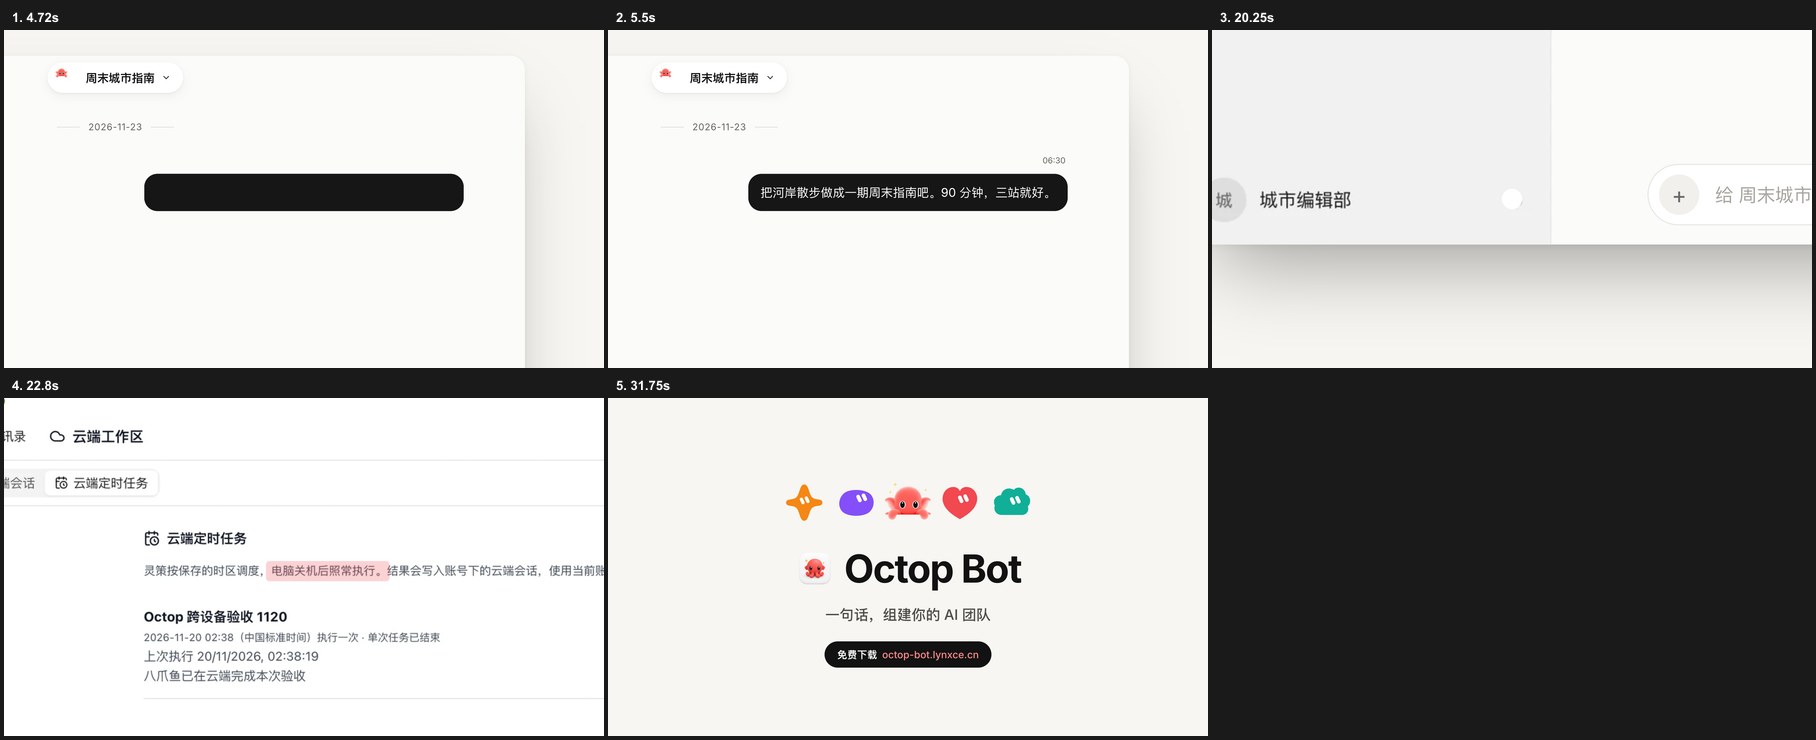 1. 4.72s
周末城市指南
2026-11-23
2. 5.5s
周末城市指南
2026-11-23
06:30
把河岸散步做成一期周末指南吧。90 分钟，三站就好。
3. 20.25s
城
城市编辑部
+
给 周末城市
4. 22.8s
讯录
云端工作区
端会话
云端定时任务
云端定时任务
灵策按保存的时区调度，电脑关机后照常执行。结果会写入账号下的云端会话，使用当前账
Octop 跨设备验收 1120
2026-11-20 02:38（中国标准时间）执行一次 · 单次任务已结束
上次执行 20/11/2026, 02:38:19
八爪鱼已在云端完成本次验收
5. 31.75s
Octop Bot
一句话，组建你的 AI 团队
免费下载 octop-bot.lynxce.cn